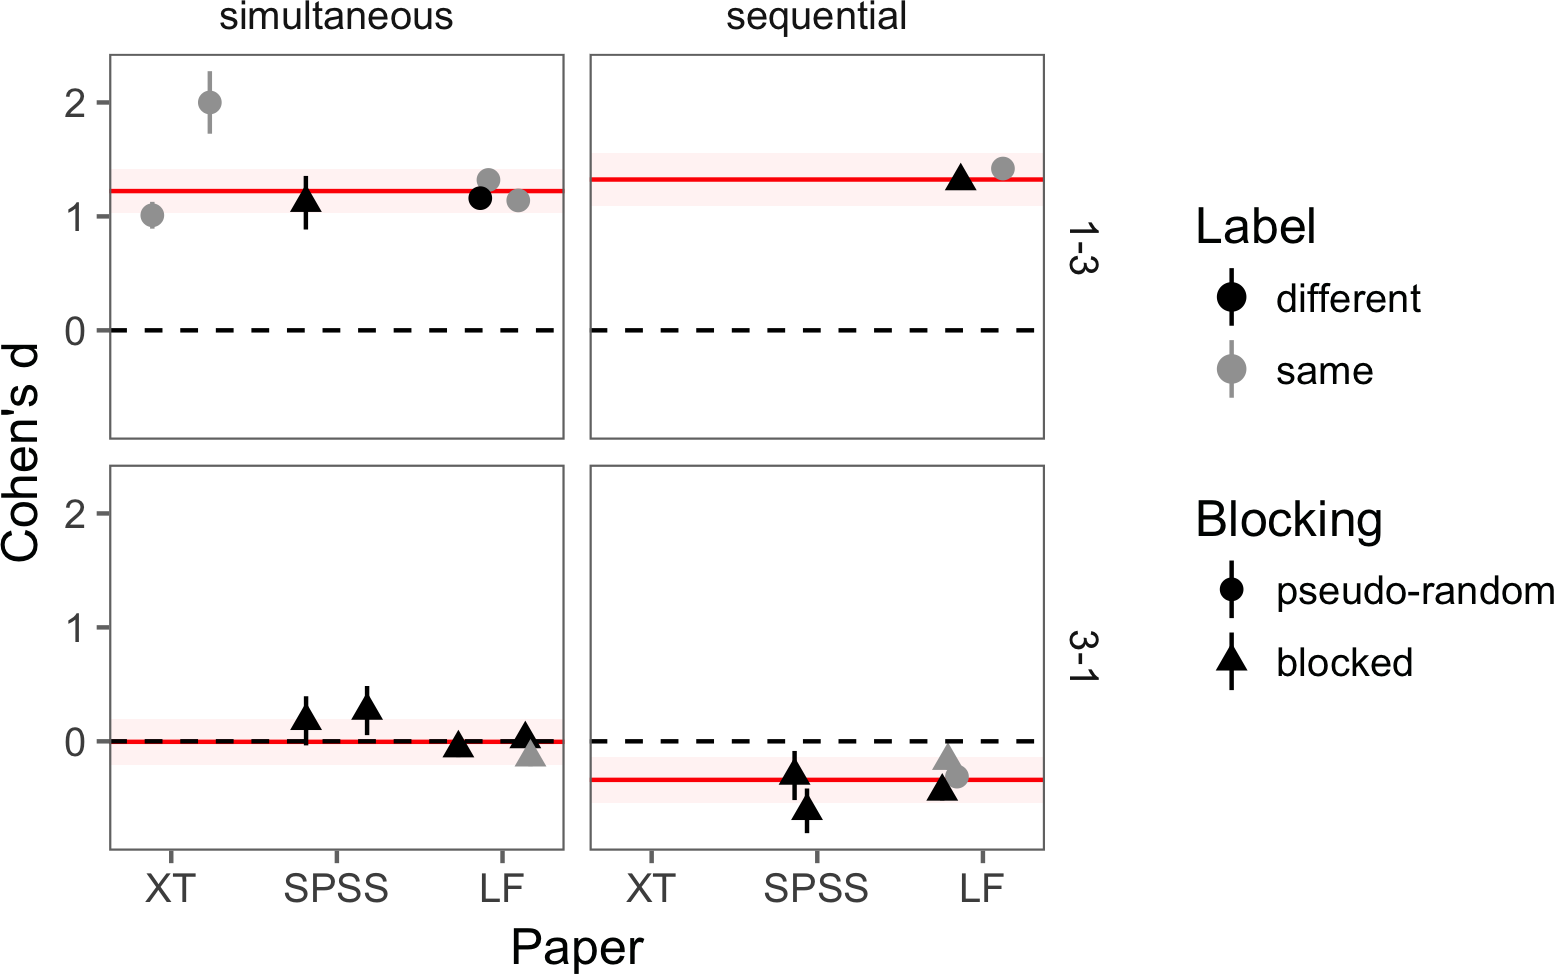 simultaneous
sequential
2
1
0
1-3
2
1
0
3-1
Cohen's d
XT
SPSS
LF
XT
SPSS
LF
Paper
Label
different
same
Blocking
pseudo-random
blocked